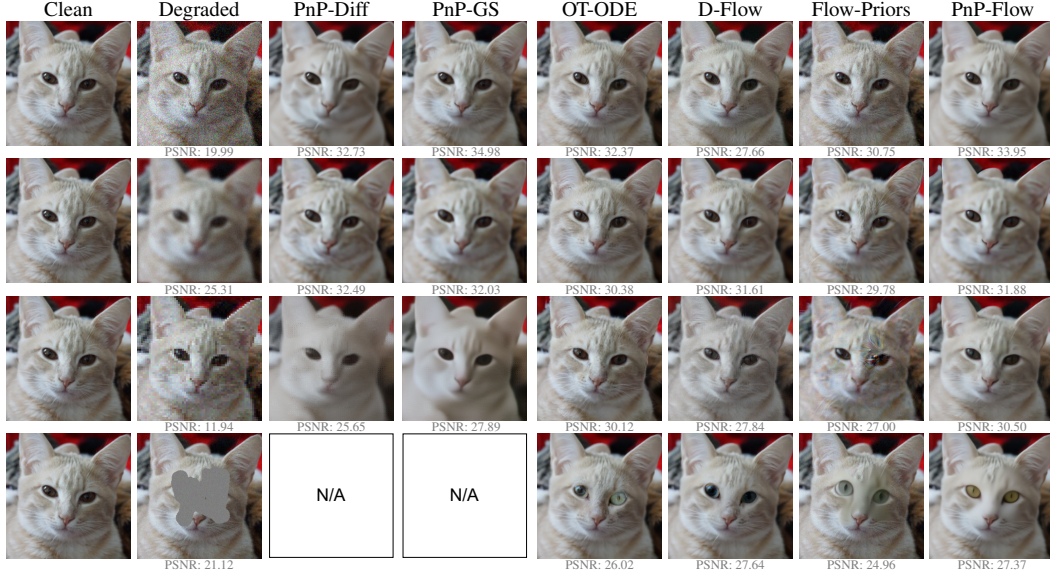 Clean Degraded PnP-Diff PnP-GS OT-ODE D-Flow Flow-Priors PnP-Flow
PSNR: 19.99 PSNR: 32.73 PSNR: 34.98 PSNR: 32.37 PSNR: 27.66 PSNR: 30.75 PSNR: 33.95
PSNR: 25.31 PSNR: 32.49 PSNR: 32.03 PSNR: 30.38 PSNR: 31.61 PSNR: 29.78 PSNR: 31.88
PSNR: 11.94 PSNR: 25.65 PSNR: 27.89 PSNR: 30.12 PSNR: 27.84 PSNR: 27.00 PSNR: 30.50
N/A N/A
PSNR: 21.12 PSNR: 26.02 PSNR: 27.64 PSNR: 24.96 PSNR: 27.37